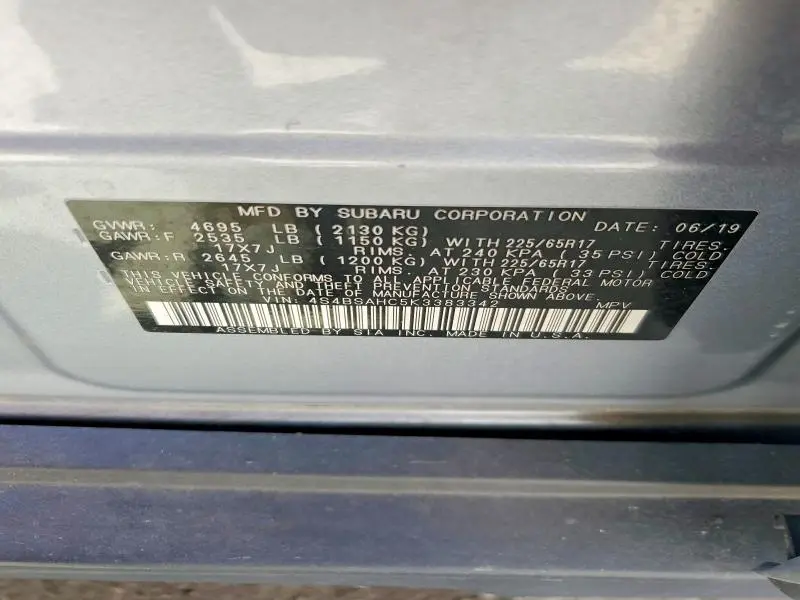 MFD BY SUBARU CORPORATION DATE: 06/19
GVWR: 4695 LB (2130 KG)
GAWR:F 2535 LB (1150 KG) WITH 225/65R17 TIRES.
17X7J RIMS. AT 240 KPA (35 PSI) COLD
GAWR:R 2645 LB (1200 KG) WITH 225/65R17 TIRES.
17X7J RIMS. AT 230 KPA (33 PSI) COLD
THIS VEHICLE CONFORMS TO ALL APPLICABLE FEDERAL MOTOR
VEHICLE SAFETY AND THEFT PREVENTION STANDARDS
IN EFFECT ON THE DATE OF MANUFACTURE SHOWN ABOVE.
VIN: 4S4BSAHC5K3383342 MPV
ASSEMBLED BY SIA INC. MADE IN U.S.A.